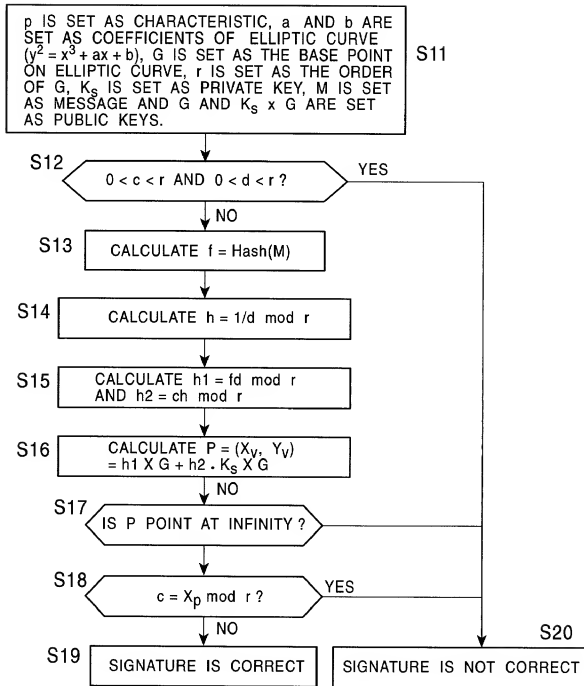 p IS SET AS CHARACTERISTIC, a AND b ARE
SET AS COEFFICIENTS OF ELLIPTIC CURVE
(y² = x³ + ax + b), G IS SET AS THE BASE POINT
ON ELLIPTIC CURVE, r IS SET AS THE ORDER
OF G, Ks IS SET AS PRIVATE KEY, M IS SET
AS MESSAGE AND G AND Ks x G ARE SET
AS PUBLIC KEYS.
S11
S12
0 < c < r AND 0 < d < r ?
YES
NO
S13
CALCULATE f = Hash(M)
S14
CALCULATE h = 1/d mod r
S15
CALCULATE h1 = fd mod r
AND h2 = ch mod r
S16
CALCULATE P = (Xv, Yv)
= h1 X G + h2 . Ks X G
NO
S17
IS P POINT AT INFINITY ?
S18
c = Xp mod r ?
YES
NO
S19
SIGNATURE IS CORRECT
S20
SIGNATURE IS NOT CORRECT